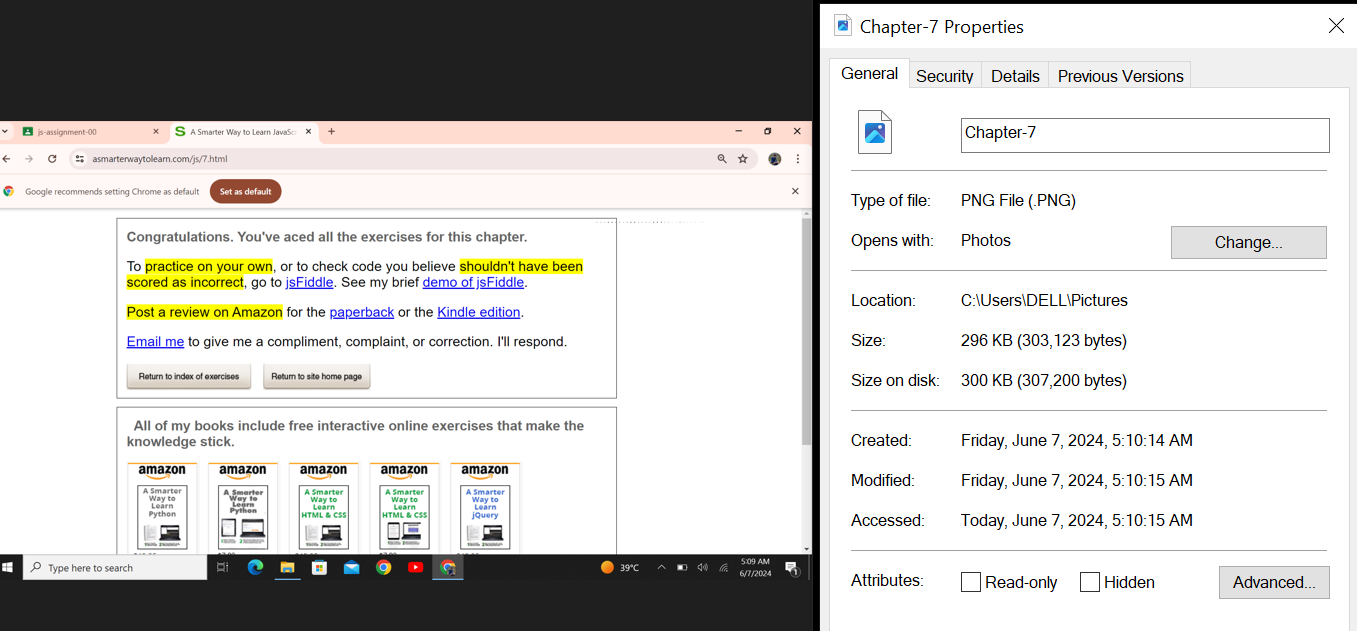 js-assignment-00
A Smarter Way to Learn JavaSc
asmarterwaytolearn.com/js/7.html
Google recommends setting Chrome as default
Set as default
Congratulations. You've aced all the exercises for this chapter.
To practice on your own, or to check code you believe shouldn't have been
scored as incorrect, go to jsFiddle. See my brief demo of jsFiddle.
Post a review on Amazon for the paperback or the Kindle edition.
Email me to give me a compliment, complaint, or correction. I'll respond.
Return to index of exercises Return to site home page
All of my books include free interactive online exercises that make the
knowledge stick.
amazon amazon amazon amazon amazon
A Smarter Way to Learn Python
A Smarter Way to Learn Python
A Smarter Way to Learn HTML & CSS
A Smarter Way to Learn HTML & CSS
A Smarter Way to Learn jQuery
Type here to search
39°C
5:09 AM
6/7/2024
1
Chapter-7 Properties
General Security Details Previous Versions
Chapter-7
Type of file: PNG File (.PNG)
Opens with: Photos Change...
Location: C:\Users\DELL\Pictures
Size: 296 KB (303,123 bytes)
Size on disk: 300 KB (307,200 bytes)
Created: Friday, June 7, 2024, 5:10:14 AM
Modified: Friday, June 7, 2024, 5:10:15 AM
Accessed: Today, June 7, 2024, 5:10:15 AM
Attributes: Read-only Hidden Advanced...